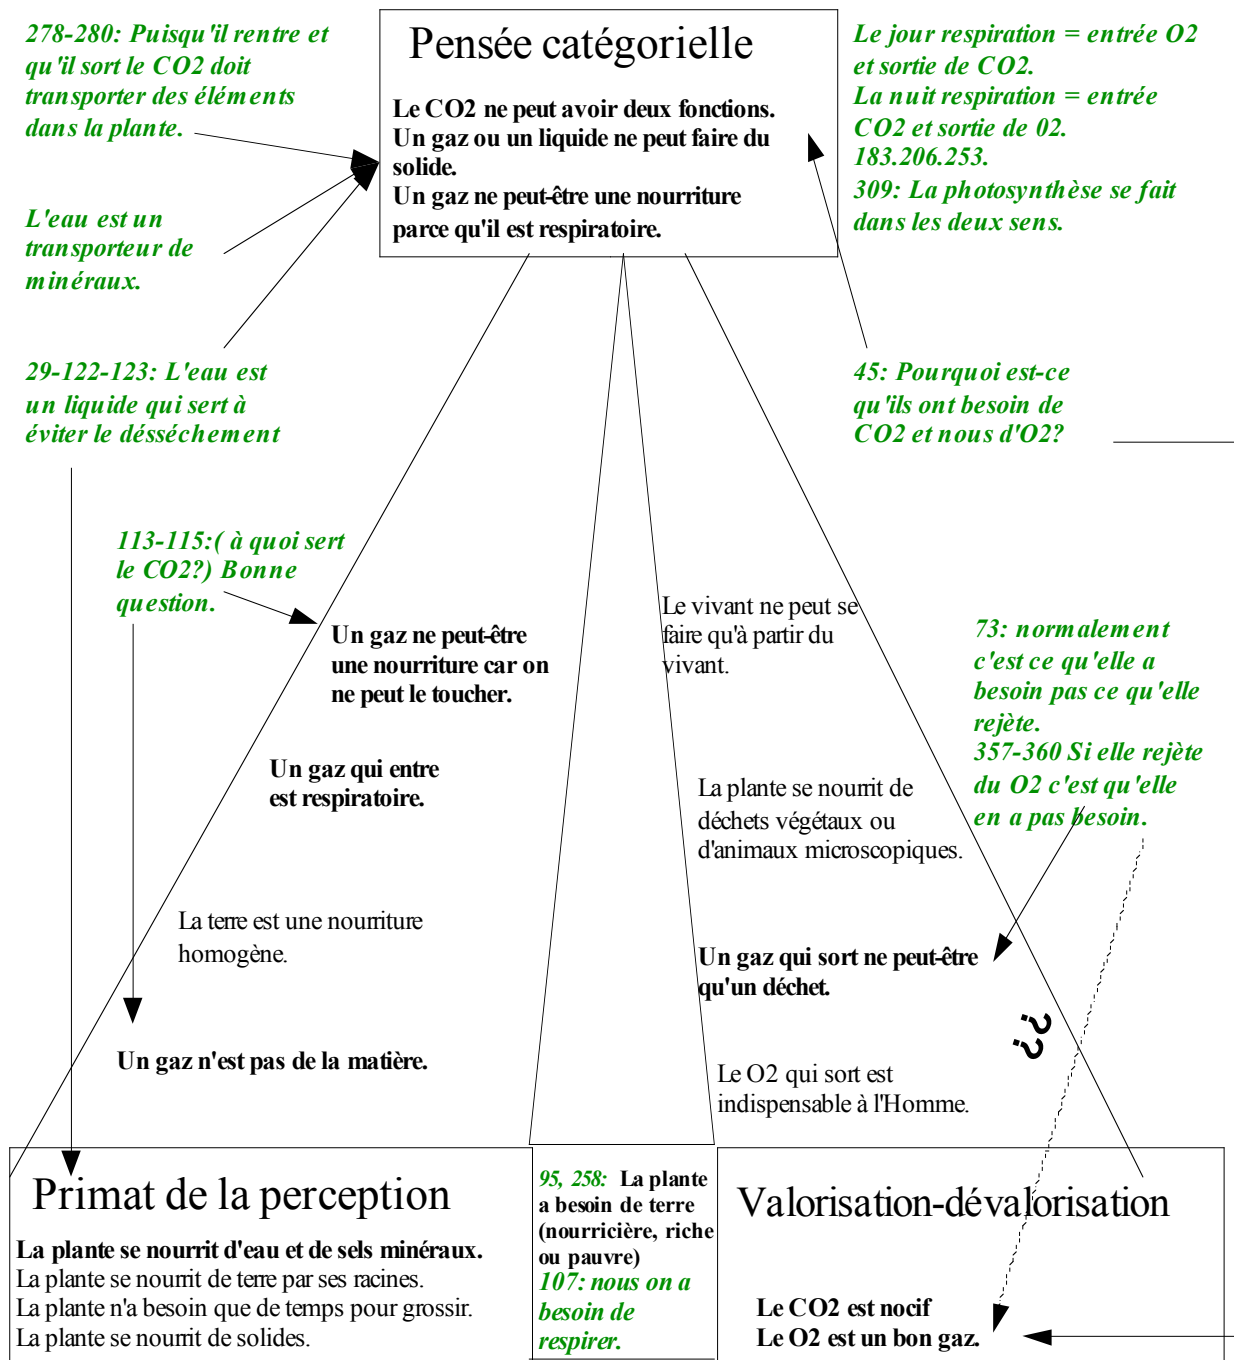 278-280: Puisqu'il rentre et
qu'il sort le CO2 doit
transporter des éléments
dans la plante.
L'eau est un
transporteur de
minéraux.
29-122-123: L'eau est
un liquide qui sert à
éviter le désséchement
Pensée catégorielle
Le CO2 ne peut avoir deux fonctions.
Un gaz ou un liquide ne peut faire du
solide.
Un gaz ne peut-être une nourriture
parce qu'il est respiratoire.
Le jour respiration = entrée O2
et sortie de CO2.
La nuit respiration = entrée
CO2 et sortie de 02.
183.206.253.
309: La photosynthèse se fait
dans les deux sens.
45: Pourquoi est-ce
qu'ils ont besoin de
CO2 et nous d'O2?
113-115:( à quoi sert
le CO2?) Bonne
question.
Un gaz ne peut-être
une nourriture car on
ne peut le toucher.
Un gaz qui entre
est respiratoire.
La terre est une nourriture
homogène.
Un gaz n'est pas de la matière.
Le vivant ne peut se
faire qu'à partir du
vivant.
La plante se nourrit de
déchets végétaux ou
d'animaux microscopiques.
Un gaz qui sort ne peut-être
qu'un déchet.
Le O2 qui sort est
indispensable à l'Homme.
73: normalement
c'est ce qu'elle a
besoin pas ce qu'elle
rejète.
357-360 Si elle rejète
du O2 c'est qu'elle
en a pas besoin.
??
Primat de la perception
La plante se nourrit d'eau et de sels minéraux.
La plante se nourrit de terre par ses racines.
La plante n'a besoin que de temps pour grossir.
La plante se nourrit de solides.
95, 258: La plante
a besoin de terre
(nourricière, riche
ou pauvre)
107: nous on a
besoin de
respirer.
Valorisation-dévalorisation
Le CO2 est nocif
Le O2 est un bon gaz.